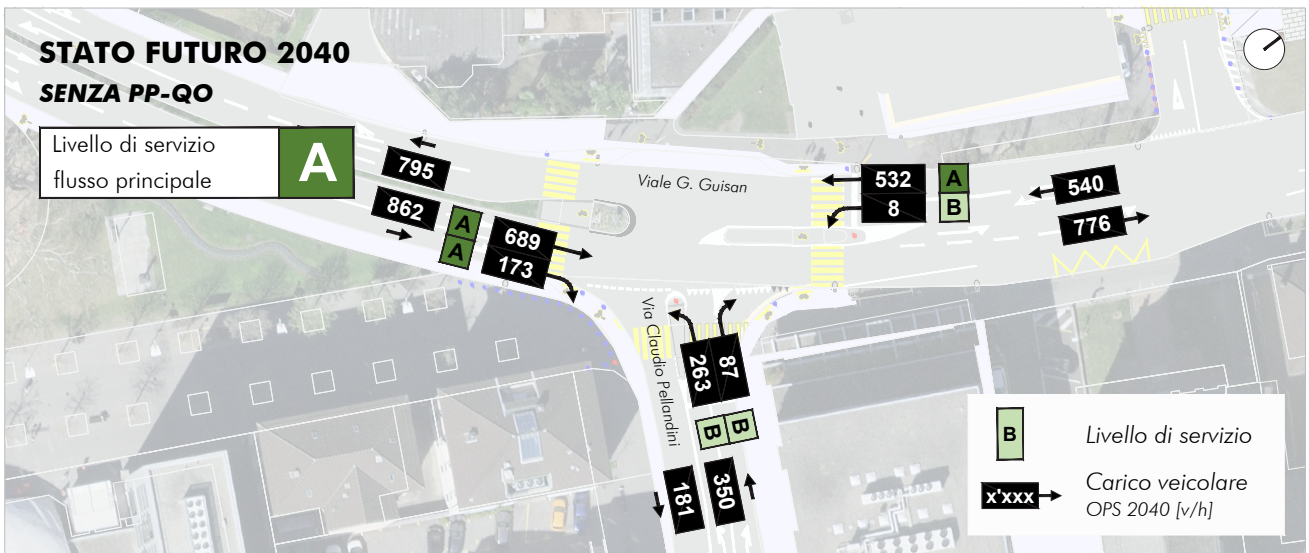 STATO FUTURO 2040
SENZA PP-QO
Livello di servizio
flusso principale
A
795
862
A
A
689
173
Viale G. Guisan
532
8
A
B
540
776
Via Claudio Pellandini
263
87
B
B
181
350
B
Livello di servizio
x'xxx
Carico veicolare
OPS 2040 [v/h]